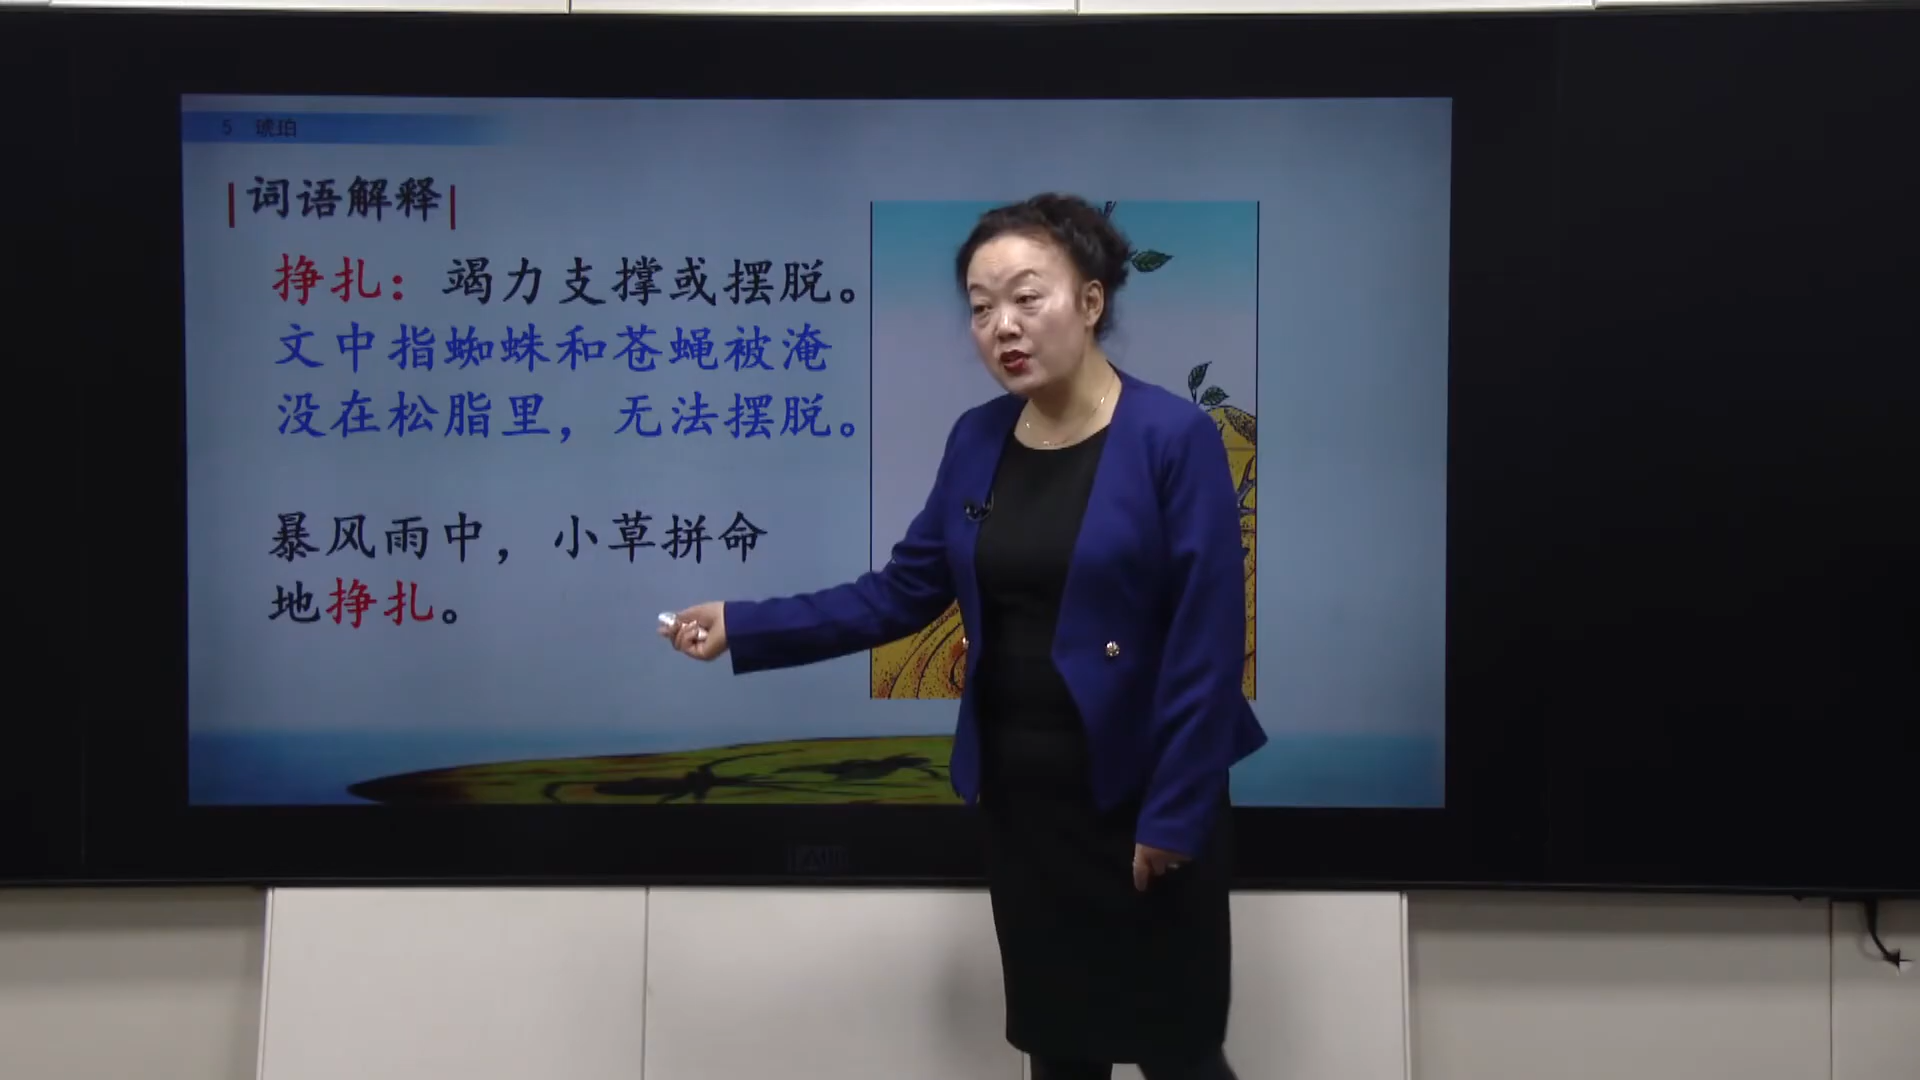 5 琥珀
词语解释
挣扎：竭力支撑或摆脱。
文中指蜘蛛和苍蝇被淹
没在松脂里，无法摆脱。
暴风雨中，小草拼命
地挣扎。